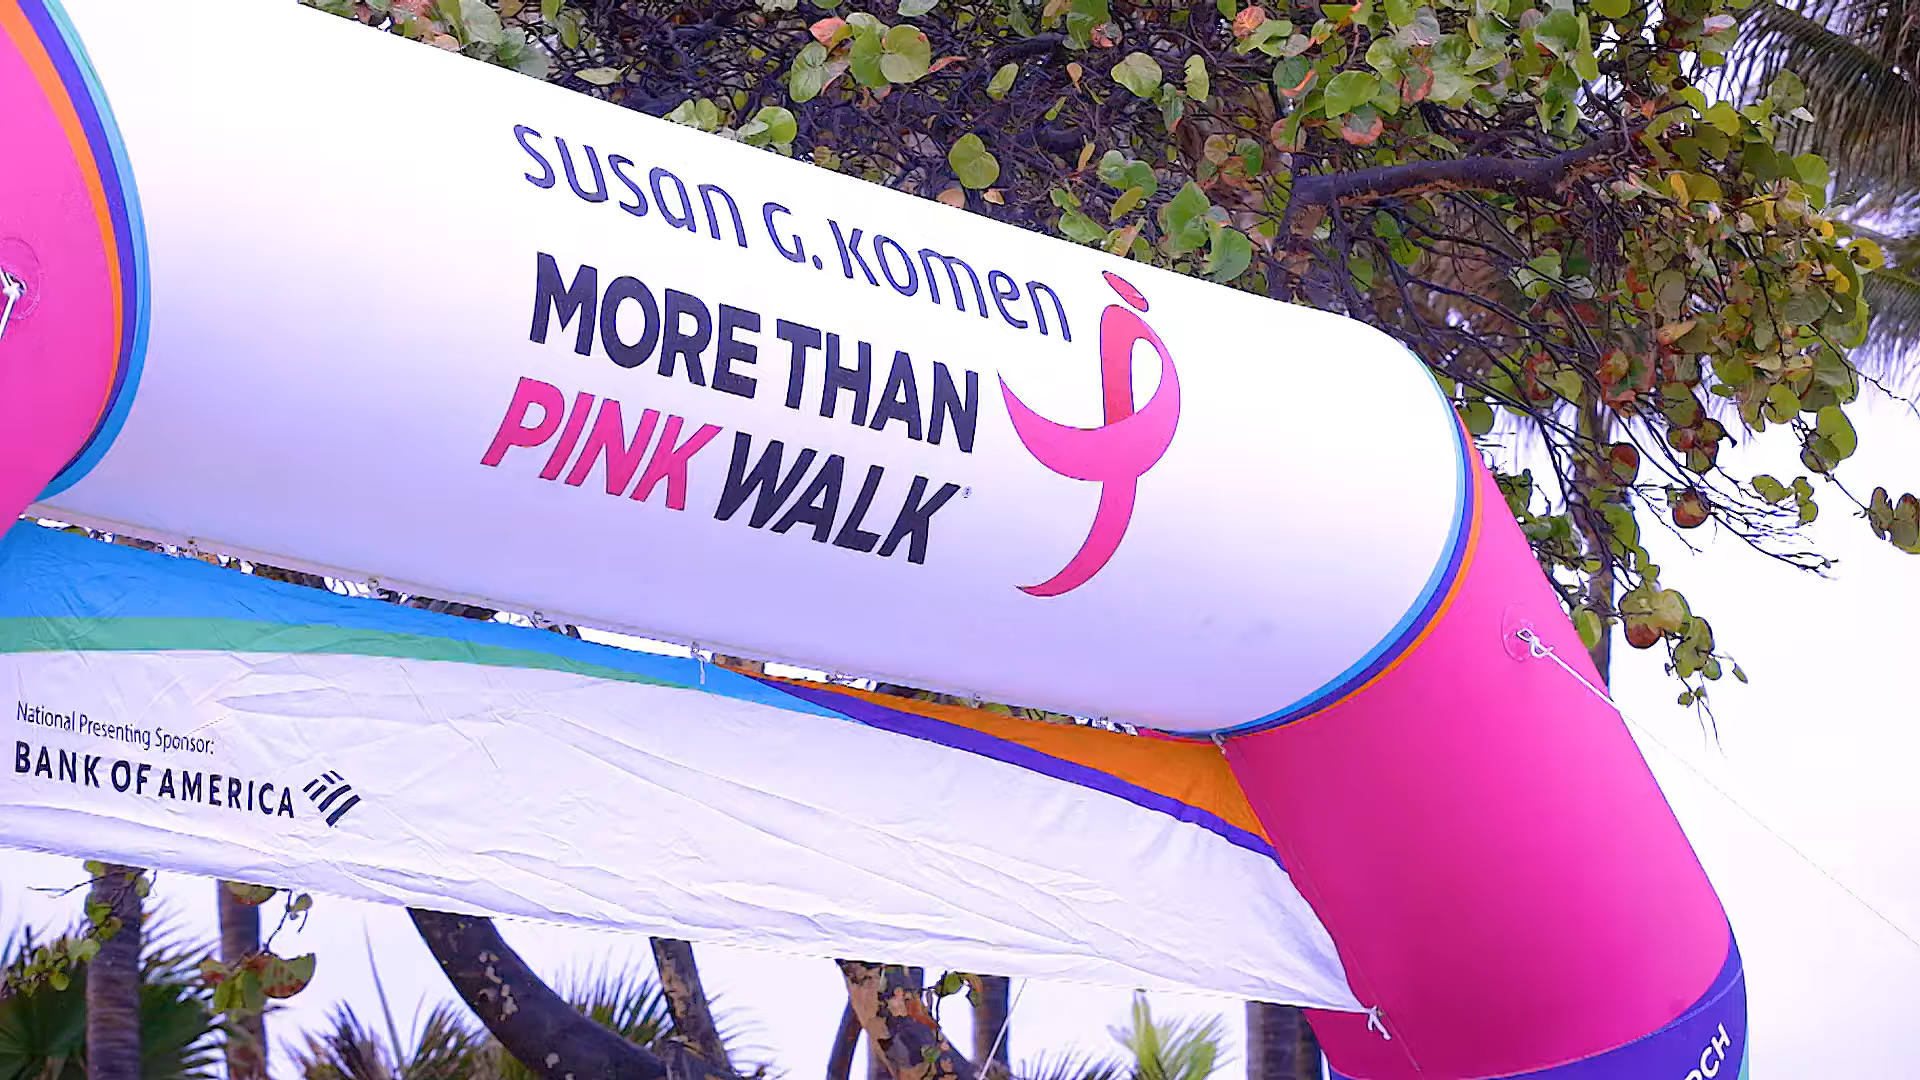 SUSAN G. KOMEN
MORE THAN
PINK WALK®
National Presenting Sponsor:
BANK OF AMERICA